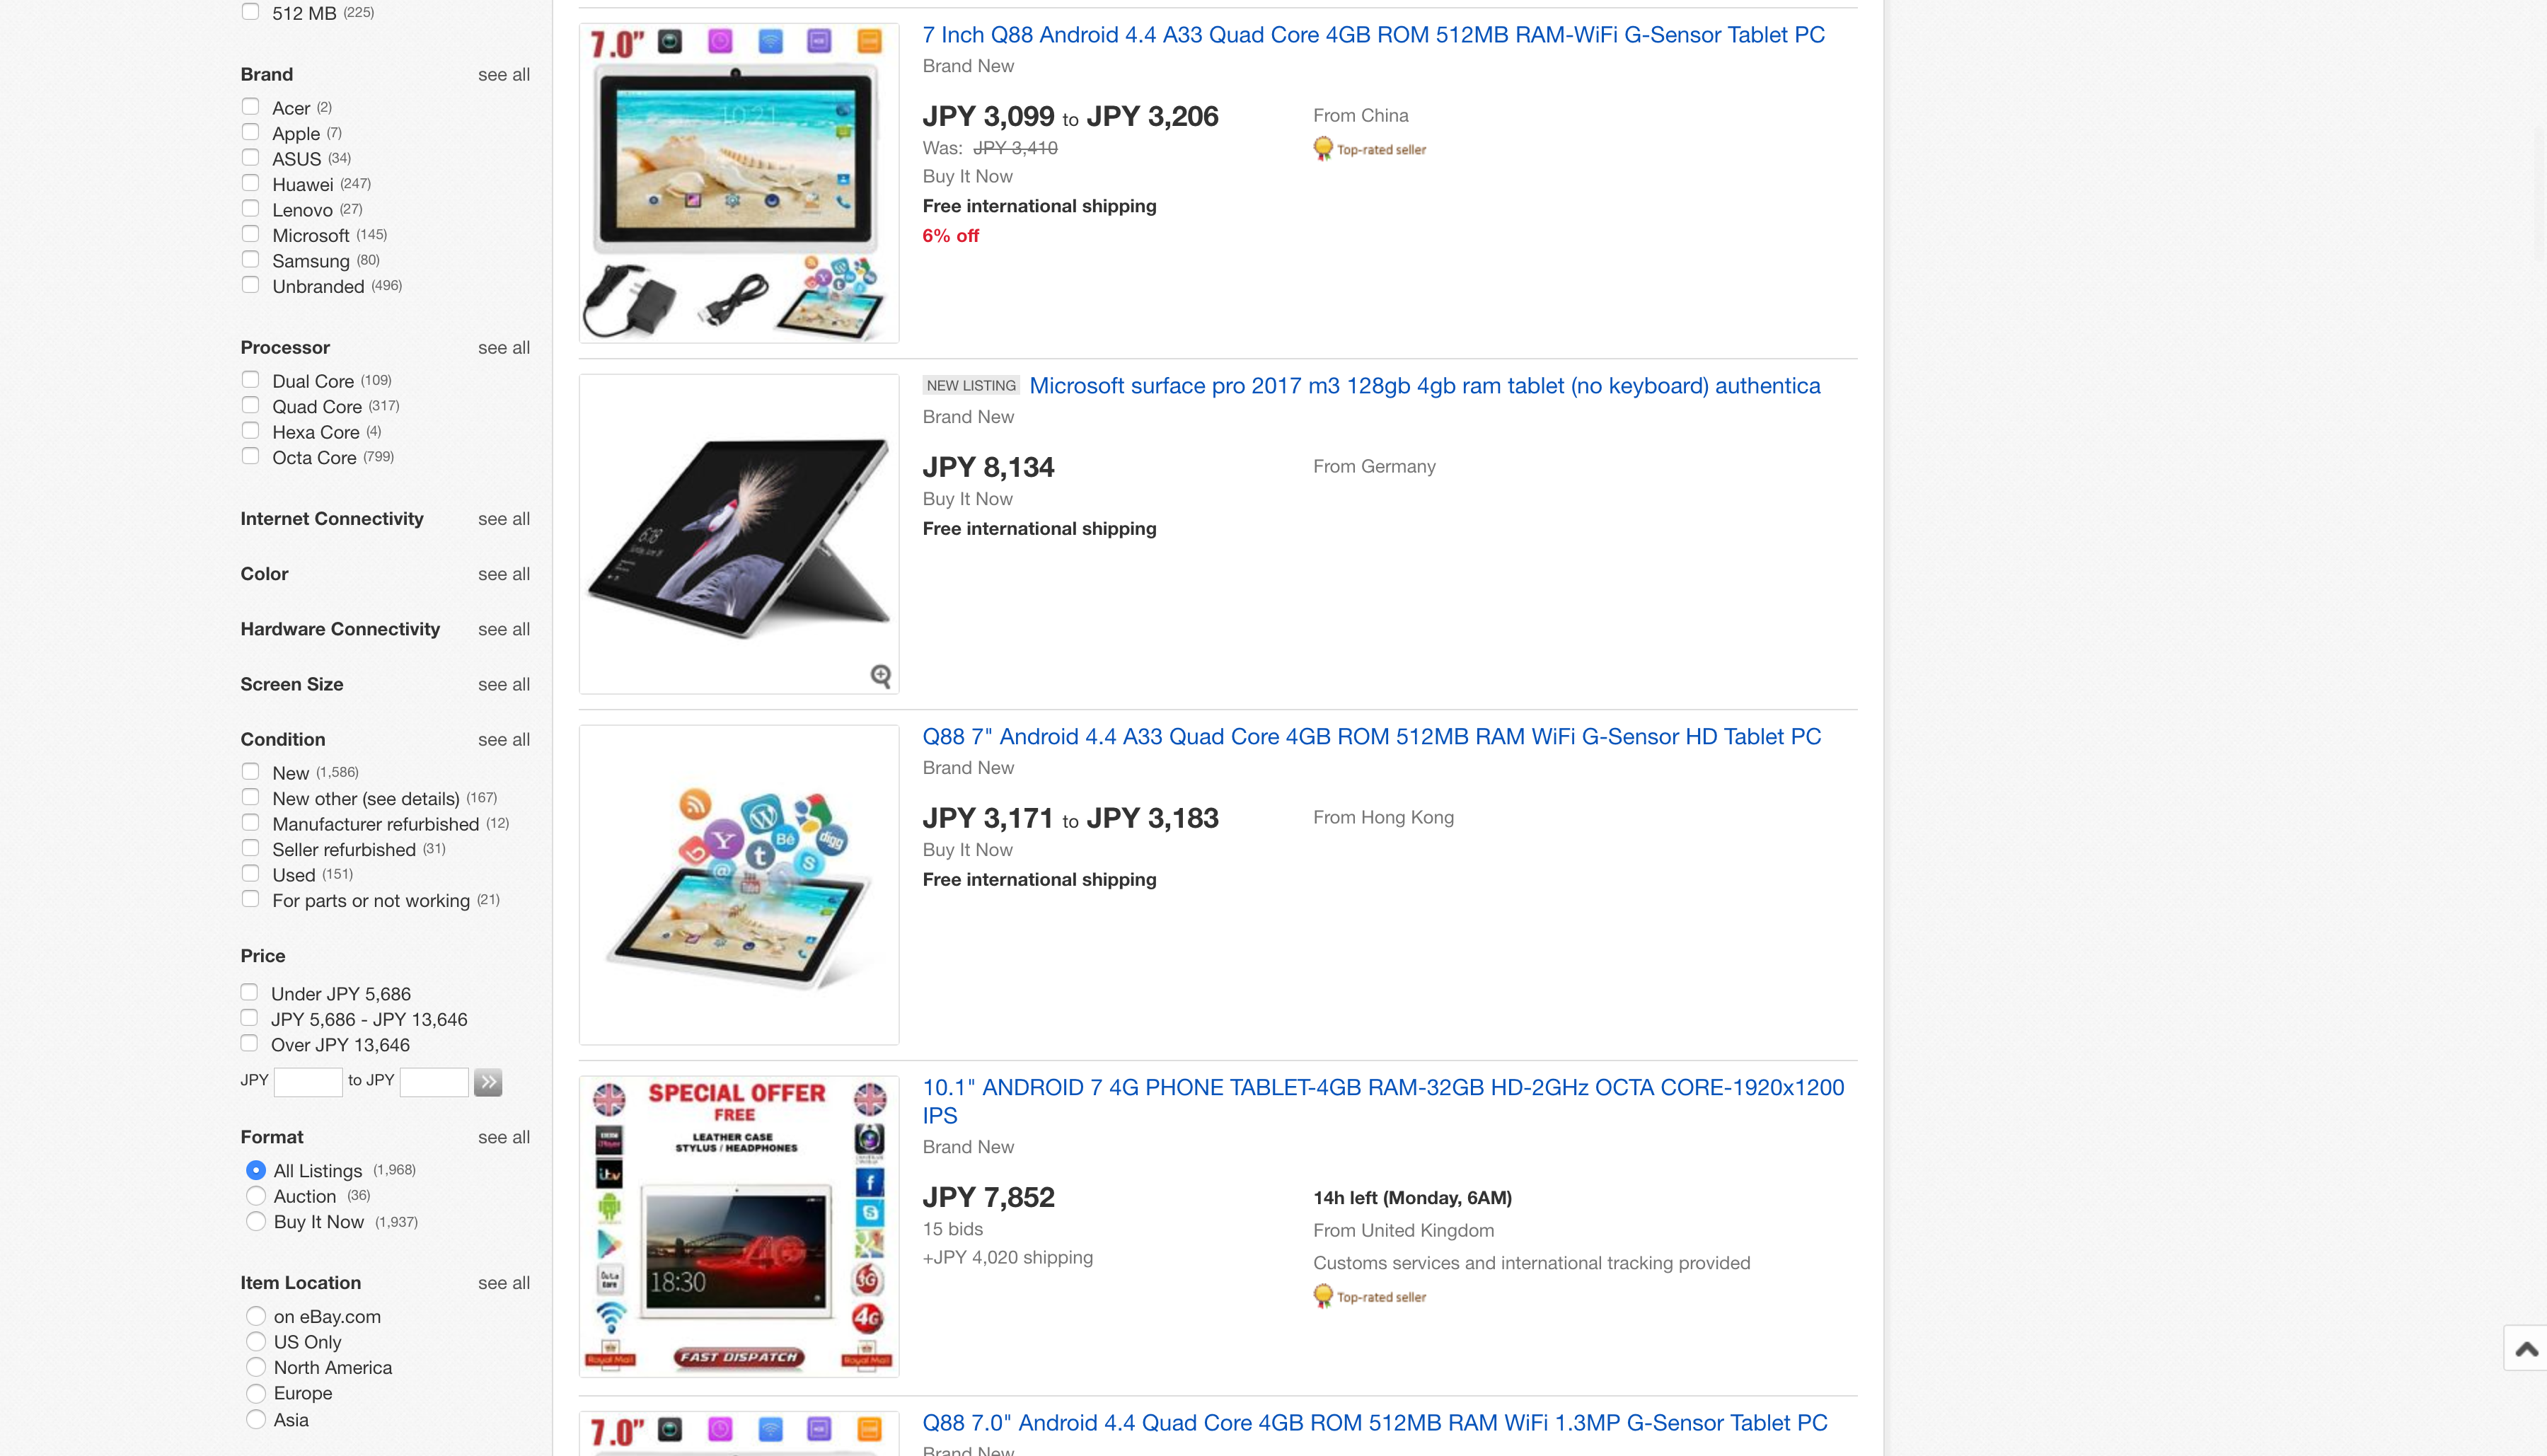 512 MB (225)
Brand see all
Acer (2)
Apple (7)
ASUS (34)
Huawei (247)
Lenovo (27)
Microsoft (145)
Samsung (80)
Unbranded (496)
Processor see all
Dual Core (109)
Quad Core (317)
Hexa Core (4)
Octa Core (799)
Internet Connectivity see all
Color see all
Hardware Connectivity see all
Screen Size see all
Condition see all
New (1,586)
New other (see details) (167)
Manufacturer refurbished (12)
Seller refurbished (31)
Used (151)
For parts or not working (21)
Price
Under JPY 5,686
JPY 5,686 - JPY 13,646
Over JPY 13,646
JPY to JPY
Format see all
All Listings (1,968)
Auction (36)
Buy It Now (1,937)
Item Location see all
on eBay.com
US Only
North America
Europe
Asia
7.0"
10:21
7 Inch Q88 Android 4.4 A33 Quad Core 4GB ROM 512MB RAM-WiFi G-Sensor Tablet PC
Brand New
JPY 3,099 to JPY 3,206
Was: JPY 3,410
Buy It Now
Free international shipping
6% off
From China
Top-rated seller
6:18
NEW LISTING Microsoft surface pro 2017 m3 128gb 4gb ram tablet (no keyboard) authentica
Brand New
JPY 8,134
Buy It Now
Free international shipping
From Germany
Bē
digg
Q88 7" Android 4.4 A33 Quad Core 4GB ROM 512MB RAM WiFi G-Sensor HD Tablet PC
Brand New
JPY 3,171 to JPY 3,183
Buy It Now
Free international shipping
From Hong Kong
SPECIAL OFFER
FREE
LEATHER CASE
STYLUS / HEADPHONES
itv
4G
18:30
3G
4G
Royal Mail
FAST DISPATCH
Royal Mail
10.1" ANDROID 7 4G PHONE TABLET-4GB RAM-32GB HD-2GHz OCTA CORE-1920x1200
IPS
Brand New
JPY 7,852
15 bids
+JPY 4,020 shipping
14h left (Monday, 6AM)
From United Kingdom
Customs services and international tracking provided
Top-rated seller
7.0"
Q88 7.0" Android 4.4 Quad Core 4GB ROM 512MB RAM WiFi 1.3MP G-Sensor Tablet PC
Brand New